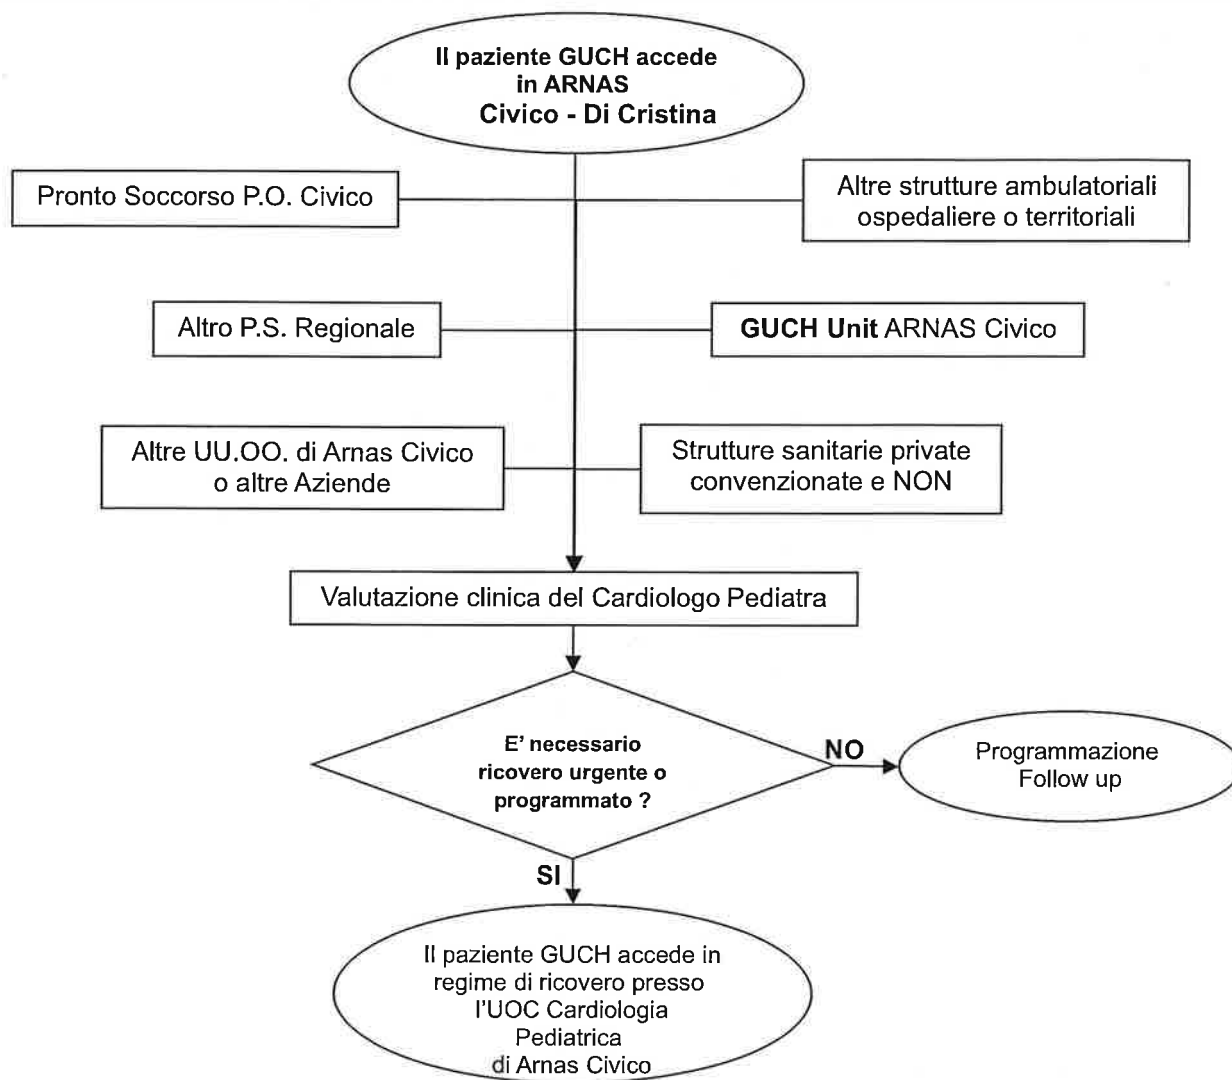 Il paziente GUCH accede
in ARNAS
Civico - Di Cristina
Pronto Soccorso P.O. Civico
Altre strutture ambulatoriali
ospedaliere o territoriali
Altro P.S. Regionale
GUCH Unit ARNAS Civico
Altre UU.OO. di Arnas Civico
o altre Aziende
Strutture sanitarie private
convenzionate e NON
Valutazione clinica del Cardiologo Pediatra
E' necessario
ricovero urgente o
programmato ?
NO
Programmazione
Follow up
SI
Il paziente GUCH accede in
regime di ricovero presso
l'UOC Cardiologia
Pediatrica
di Arnas Civico